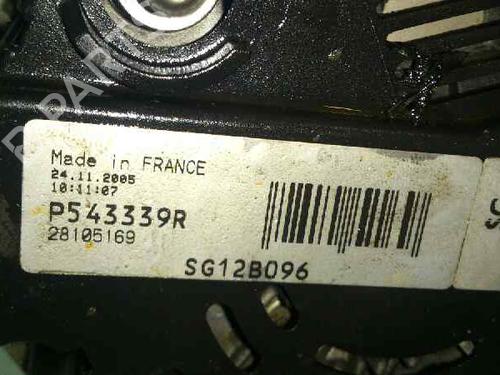 Made in FRANCE
24.11.2005
10:11:07
P543339R
28105169
SG12B096